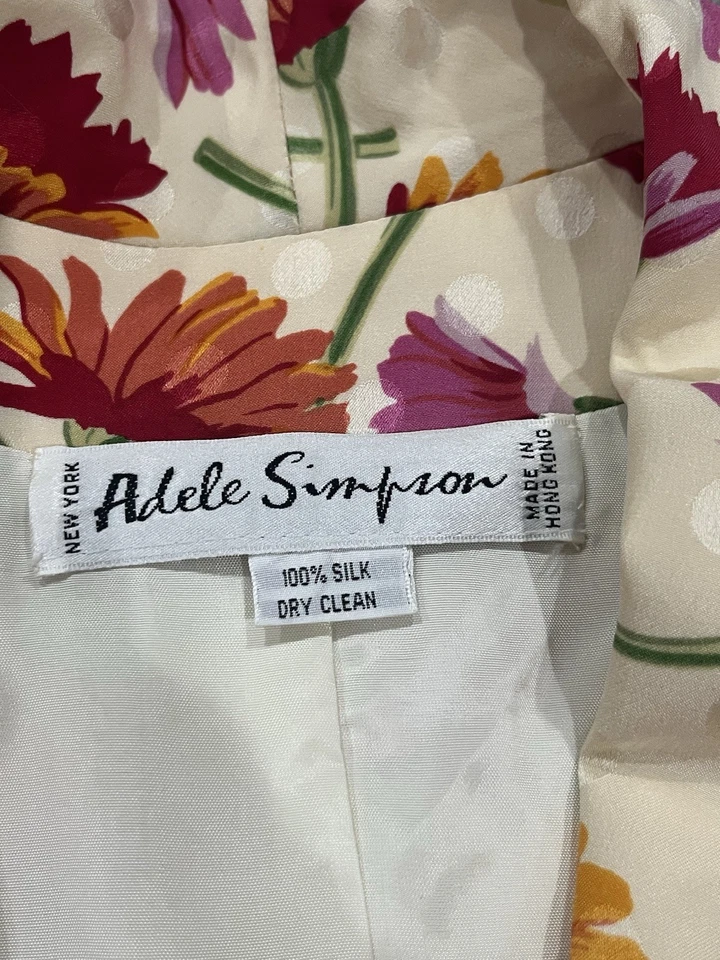 NEW YORK
Adele Simpson
MADE IN
HONG KONG
100% SILK
DRY CLEAN